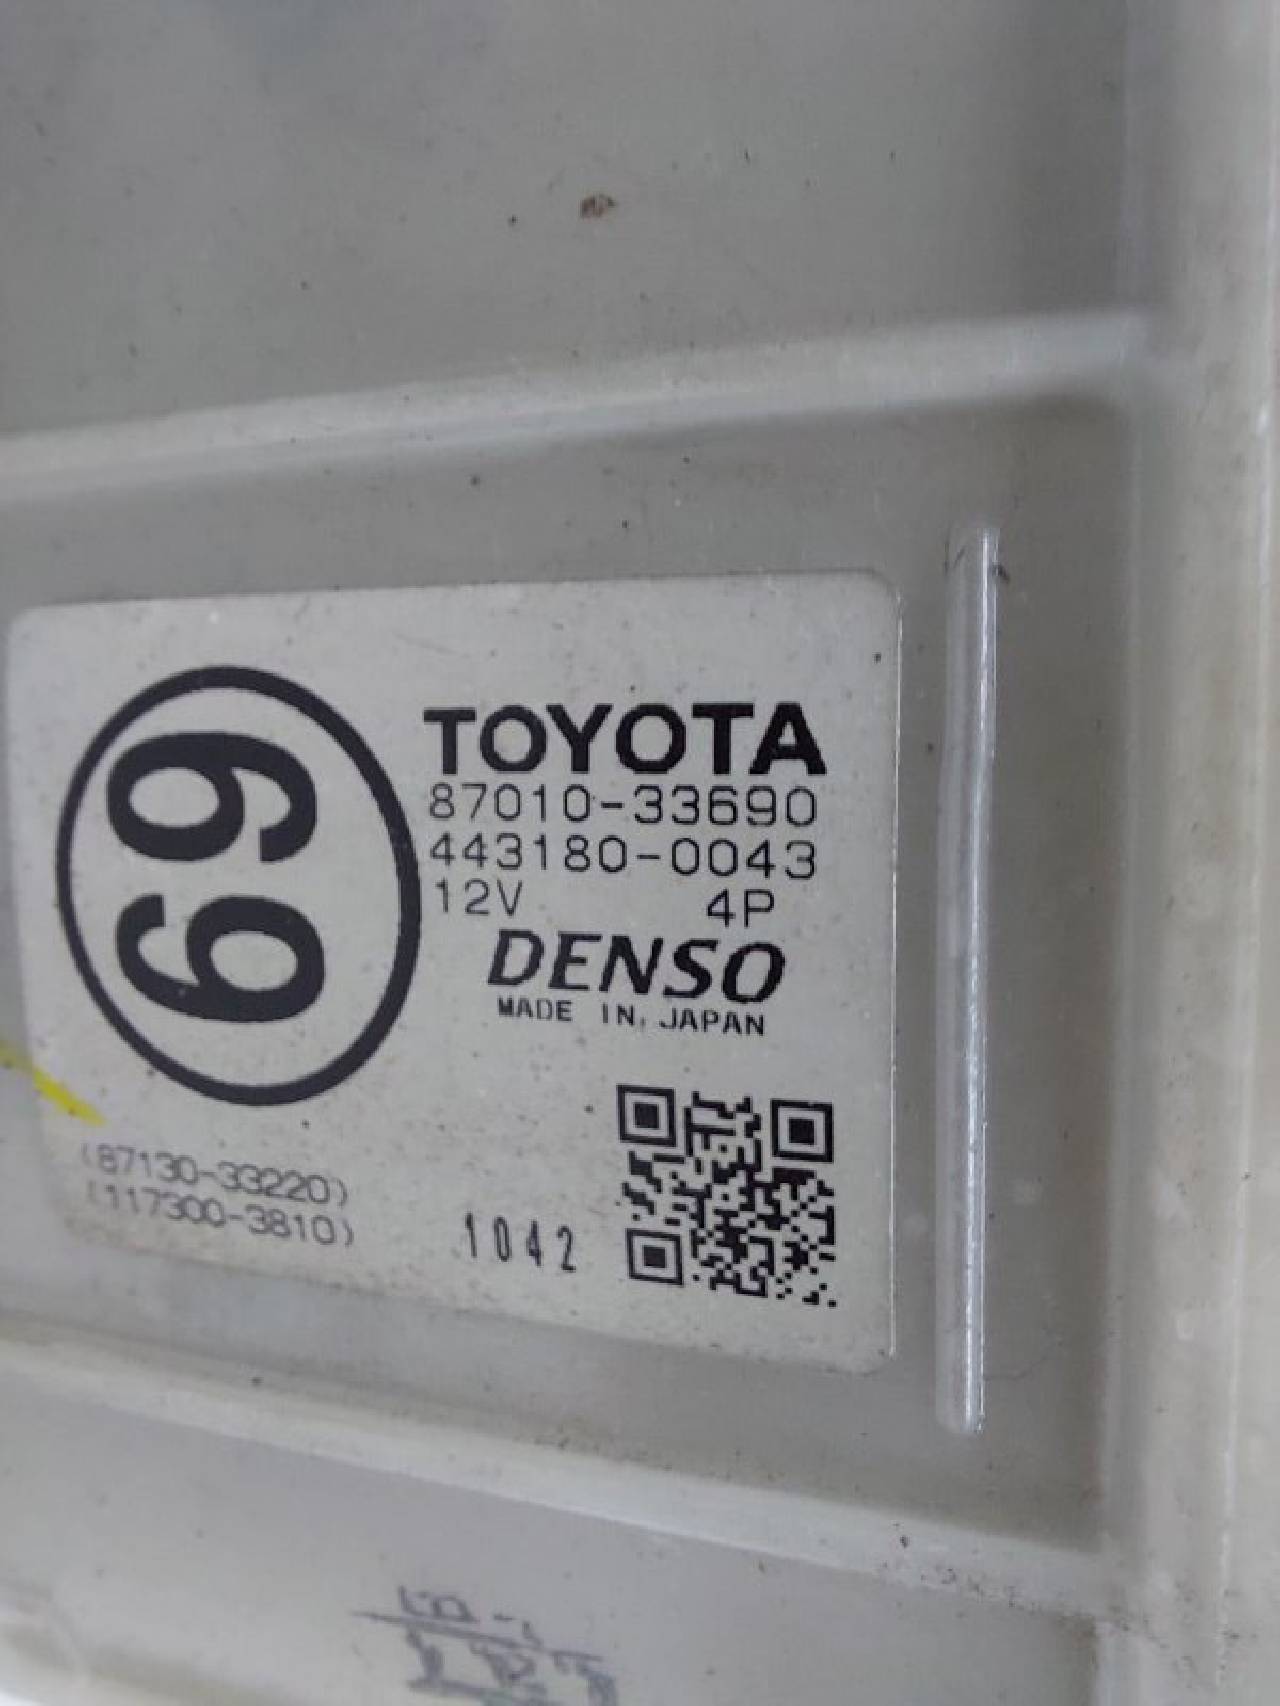 69
TOYOTA
87010-33690
443180-0043
12V 4P
DENSO
MADE IN JAPAN
(87130-33220)
(117300-3810)
1042